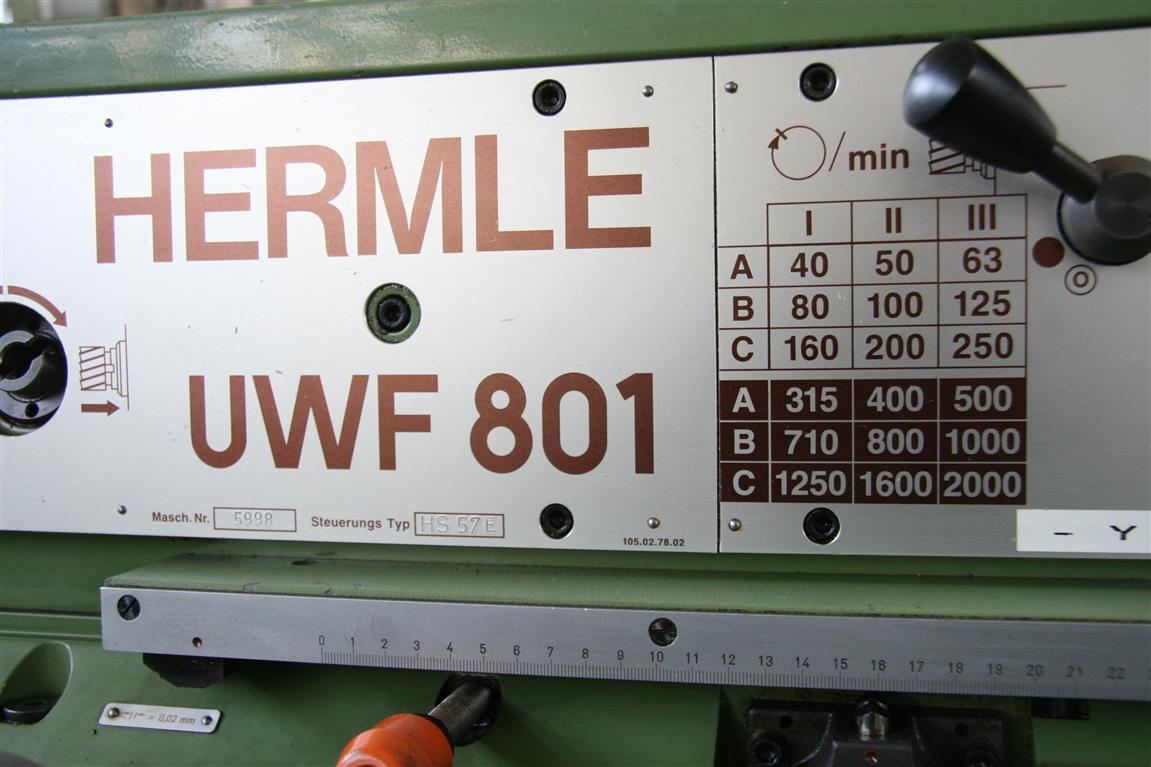 HERMLE
UWF 801
Masch. Nr. 5998 Steuerungs Typ HS 57 E
105.02.78.02
/min
I II III
A 40 50 63
B 80 100 125
C 160 200 250
A 315 400 500
B 710 800 1000
C 1250 1600 2000
O
- Y
0 1 2 3 4 5 6 7 8 9 10 11 12 13 14 15 16 17 18 19 20 21 22
0,02 mm